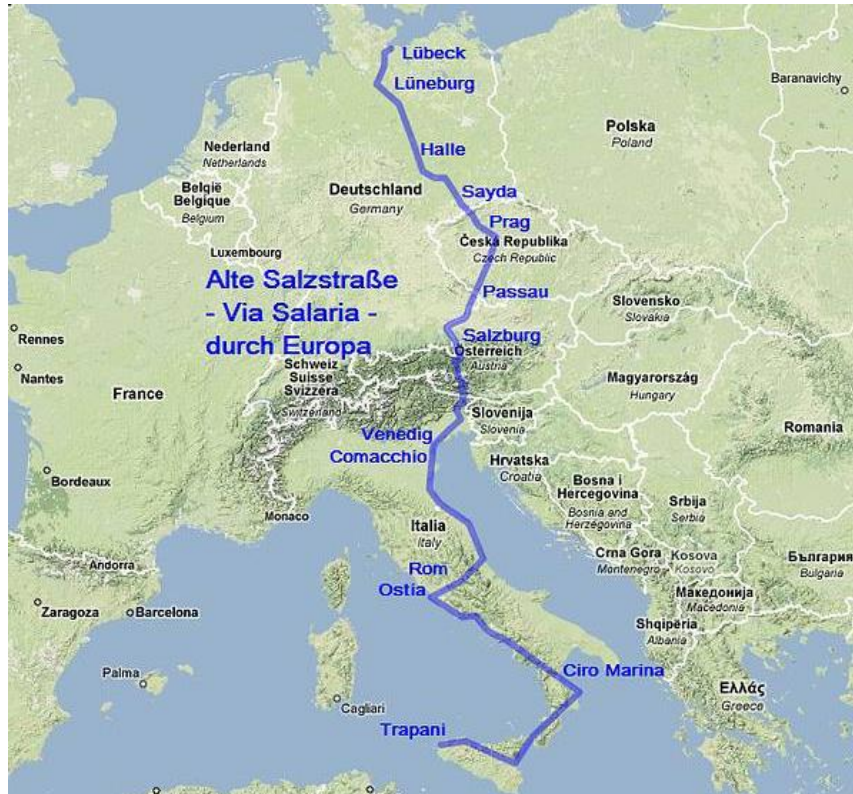 Lübeck
Baranavichy
Lüneburg
Polska
Poland
Nederland
Netherlands
Halle
België
Belgique
Belgium
Deutschland
Germany
Sayda
Prag
Luxembourg
Česká Republika
Czech Republic
Alte Salzstraße
- Via Salaria -
durch Europa
Passau
Slovensko
Slovakia
Rennes
Salzburg
Österreich
Austria
Nantes
Schweiz
Suisse
Svizzera
Switzerland
Magyarország
Hungary
France
Slovenija
Slovenia
Romania
Venedig
Comacchio
Hrvatska
Croatia
Bordeaux
Bosna i
Hercegovina
Bosnia and
Herzegovina
Srbija
Serbia
Monaco
Italia
Italy
Crna Gora
Montenegro
Kosova
Kosovo
България
Bulgaria
Andorra
Rom
Ostia
Македонија
Macedonia
Zaragoza
Barcelona
Shqipëria
Albania
Ciro Marina
Palma
Ελλάς
Greece
Cagliari
Trapani